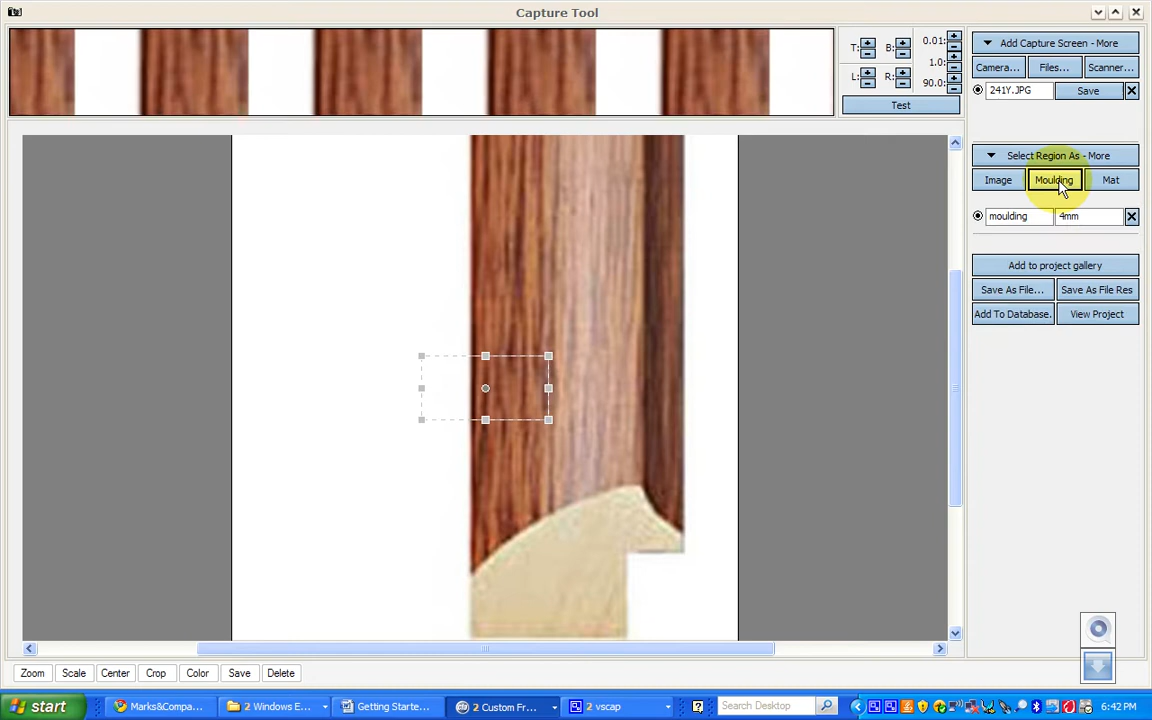 Capture Tool
T:
B:
0.01:
1.0:
L:
R:
90.0:
Test
Add Capture Screen - More
Camera...
Files...
Scanner...
241Y.JPG
Save
Select Region As - More
Image
Moulding
Mat
moulding
4mm
Add to project gallery
Save As File...
Save As File Res
Add To Database.
View Project
Zoom
Scale
Center
Crop
Color
Save
Delete
start
Marks&Compa...
2 Windows E...
Getting Starte...
2 Custom Fr...
2 vscap
Search Desktop
6:42 PM